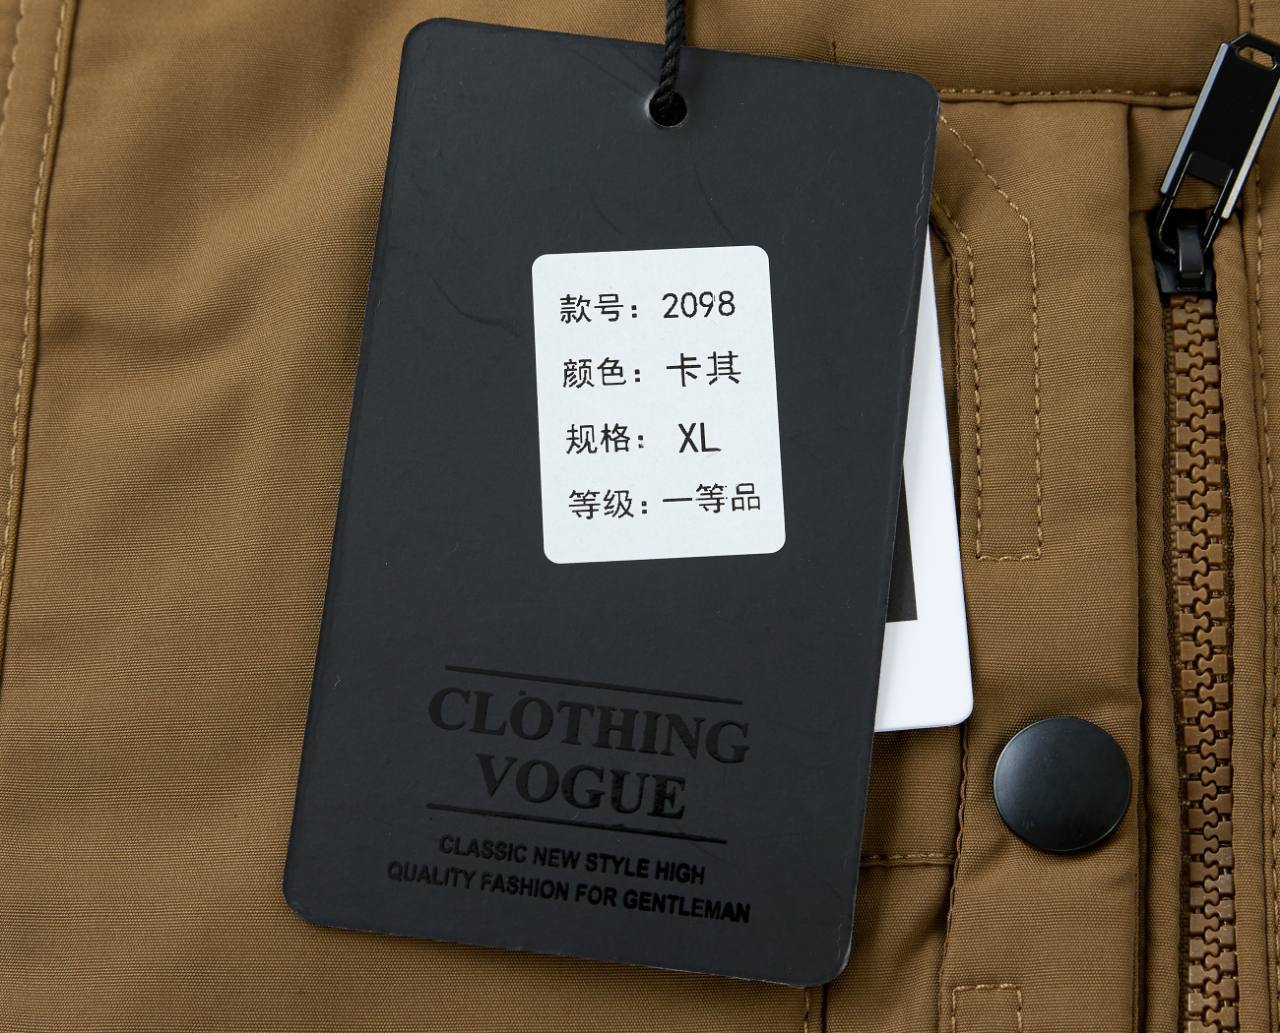 款号：2098
颜色：卡其
规格：XL
等级：一等品
CLOTHING
VOGUE
CLASSIC NEW STYLE HIGH
QUALITY FASHION FOR GENTLEMAN